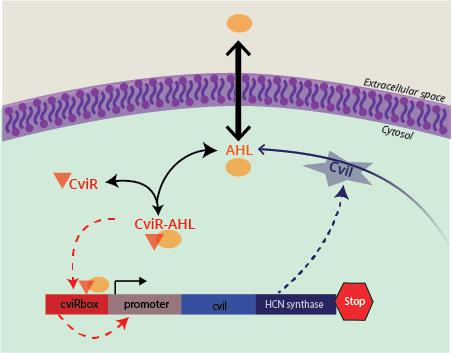 Extracellular space
Cytosol
AHL
CviI
CviR
CviR-AHL
cviRbox
promoter
cviI
HCN synthase
Stop